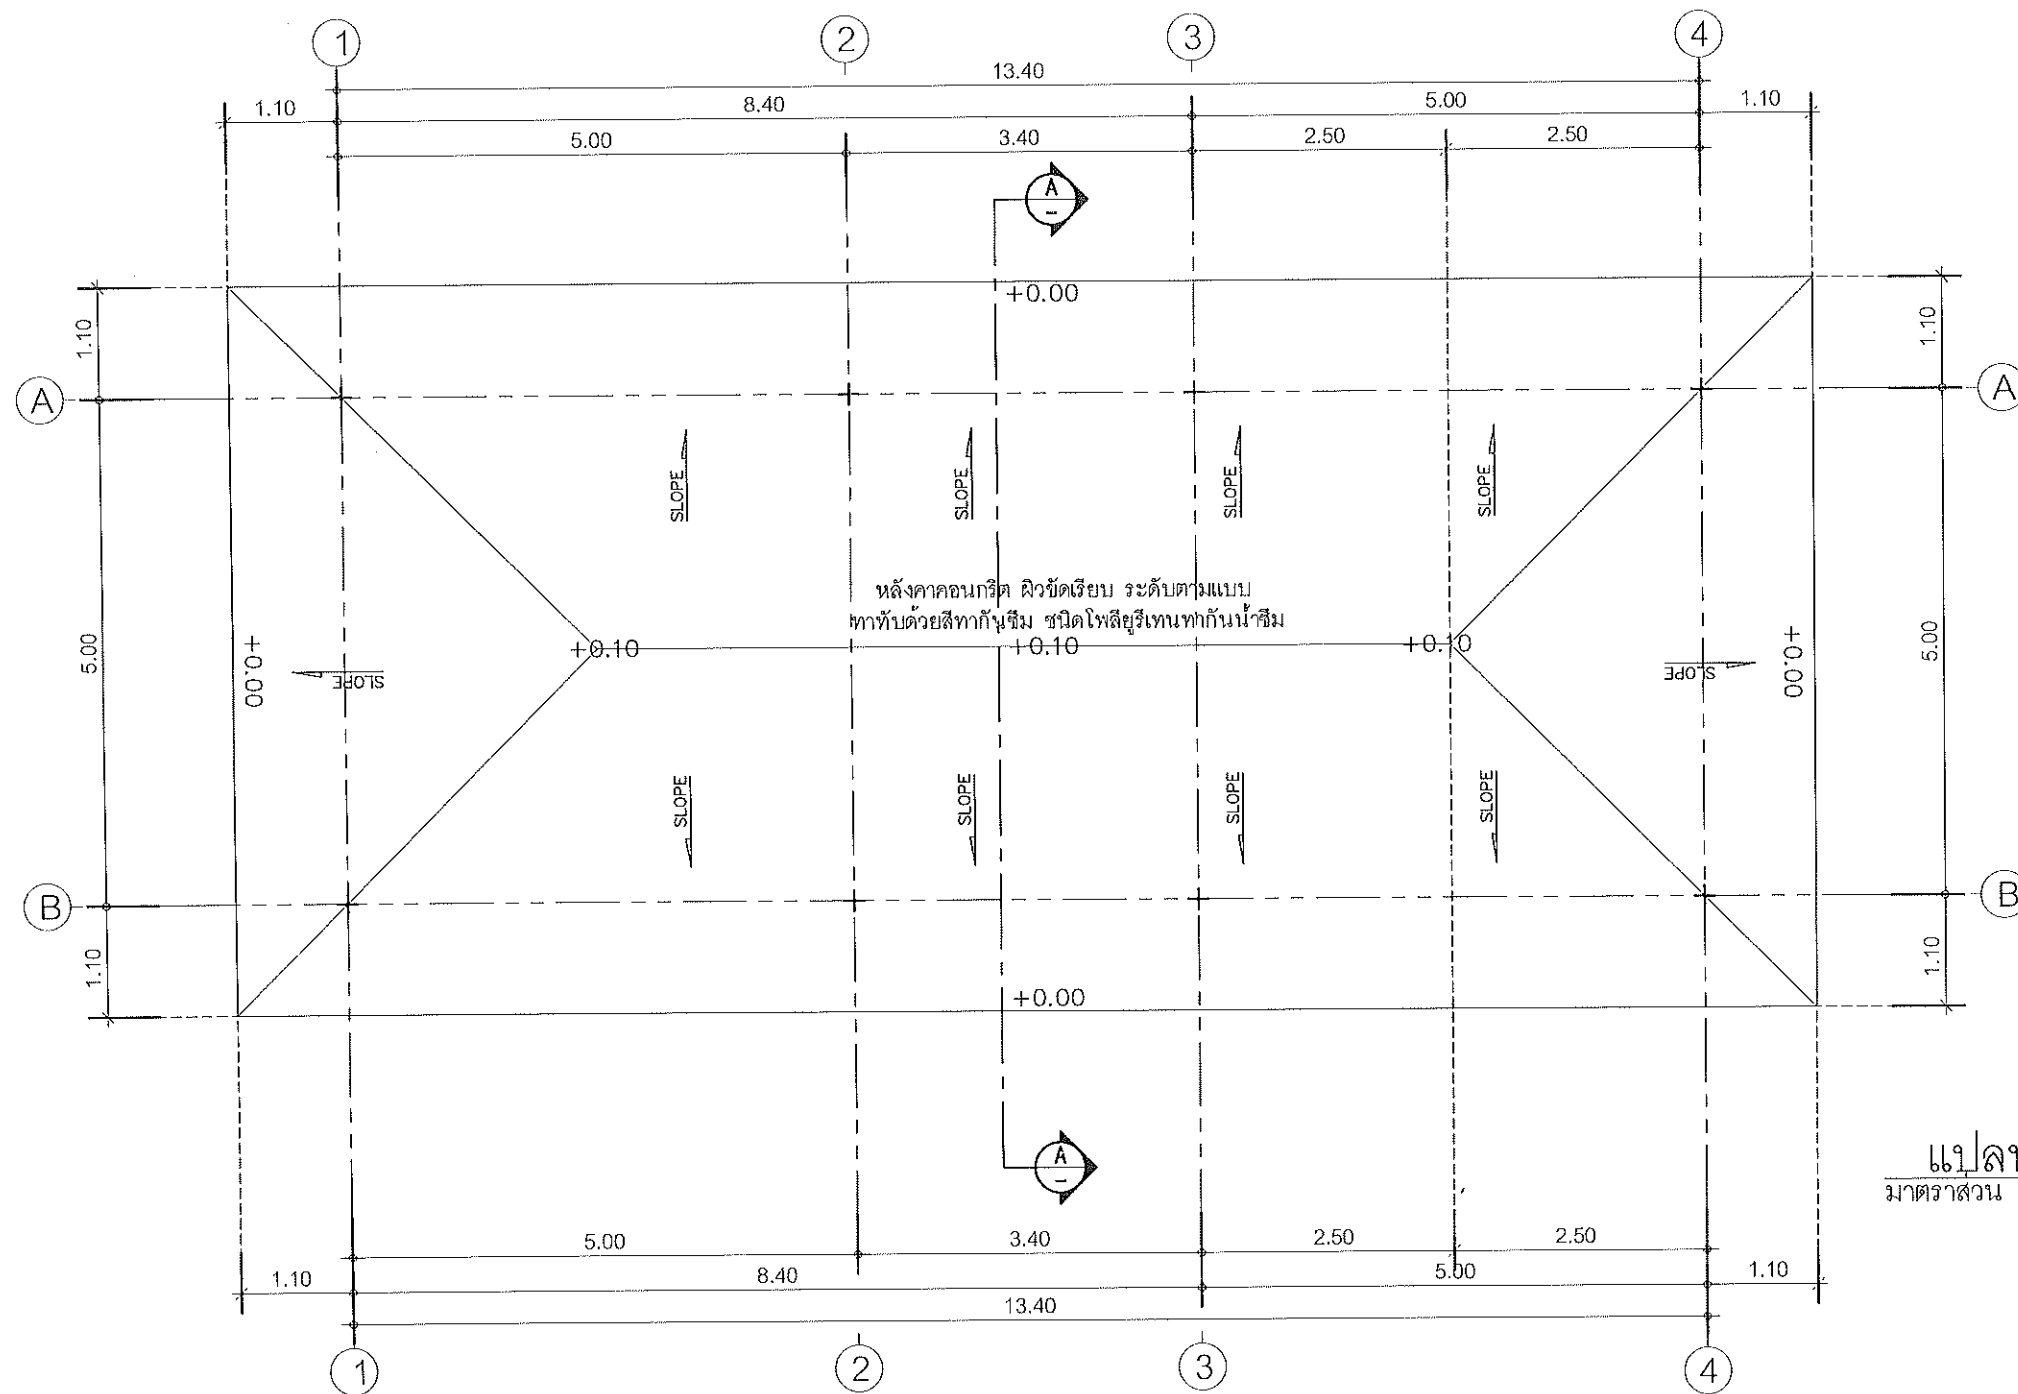 1 2 3 4
13.40
1.10 8.40 5.00 1.10
5.00 3.40 2.50 2.50
A
+0.00
1.10 1.10
A A
SLOPE SLOPE SLOPE SLOPE
หลังคาคอนกรีต ผิวขัดเรียบ ระดับตามแบบ
ทาทับด้วยสีทากันซึม ชนิดโพลียูรีเทนทากันน้ำซึม
5.00 +0.00 SLOPE +0.10 +0.10 +0.10 SLOPE +0.00 5.00
SLOPE SLOPE SLOPE SLOPE
B B
1.10 1.10
+0.00
A
มาตราส่วน
5.00 3.40 2.50 2.50
1.10 8.40 5.00 1.10
13.40
1 2 3 4